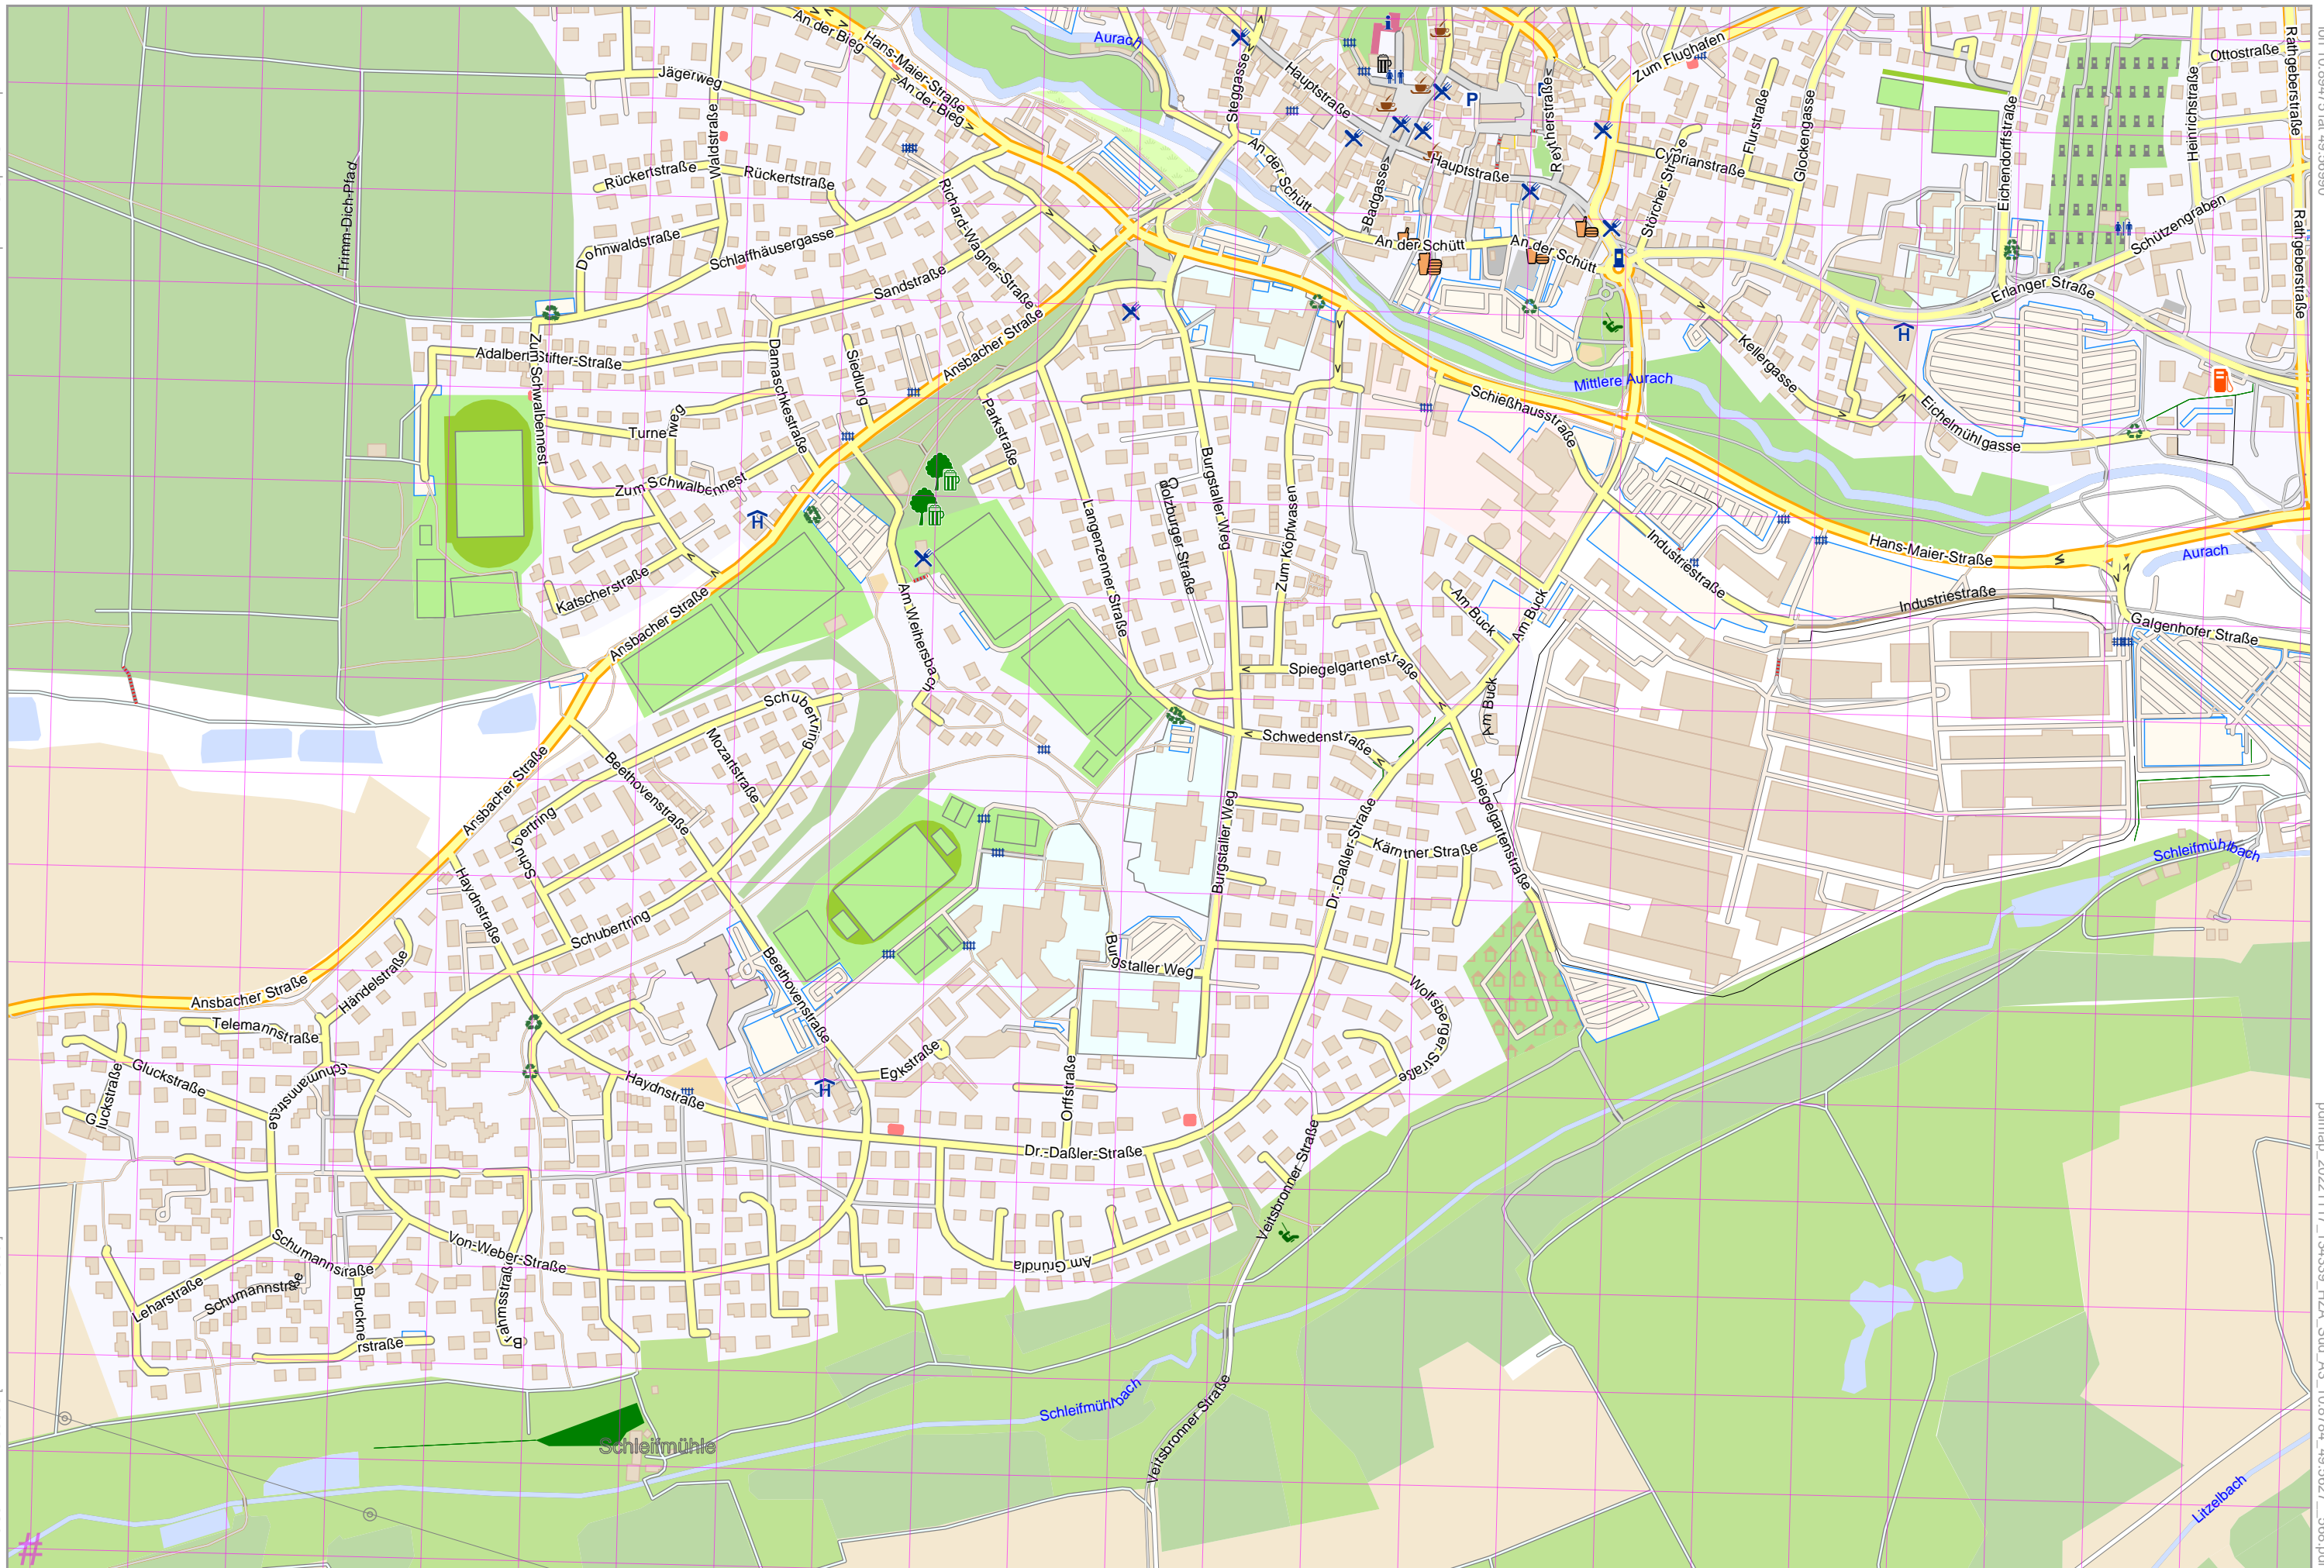 An der Bieg
Hans-Maier-Straße
An der Bieg
Jägerweg
Waldstraße
Rückertstraße
Rückertstraße
Trimm-Dich-Pfad
Dohnwaldstraße
Schlaffhäusergasse
Sandstraße
Richard-Wagner-Straße
Aurach
Steggasse
Hauptstraße
i
P
An der Schütt
Badgasse
Hauptstraße
Reytherstraße
An der Schütt
An der Schütt
Zum Flughafen
Flurstraße
Cyprianstraße
Störcher Straße
Glockengasse
Eichendorffstraße
Heinrichstraße
Ottostraße
Rathgeberstraße
Rathgeberstraße
Schützengraben
Erlanger Straße
Kellergasse
H
Eichelmühlgasse
Mittlere Aurach
Schießhausstraße
Adalbert-Stifter-Straße
Zum Schwalbennest
Damaschkestraße
Siedlung
Ansbacher Straße
Parkstraße
Turnerweg
Zum Schwalbennest
H
Katscherstraße
Ansbacher Straße
Am Weihersbach
Langenzenner Straße
Cadolzburger Straße
Burgstaller Weg
Zum Köpfwasen
Spiegelgartenstraße
Am Buck
Am Buck
Am Buck
Industriestraße
Hans-Maier-Straße
Industriestraße
Aurach
Galgenhofer Straße
Schwedenstraße
Spiegelgartenstraße
Schubertring
Mozartstraße
Beethovenstraße
Ansbacher Straße
Schubertring
Haydnstraße
Schubertring
Burgstaller Weg
Dr.-Daßler-Straße
Kärntner Straße
Schleifmühlbach
Burgstaller Weg
Wolfsberger Straße
Beethovenstraße
Ansbacher Straße
Händelstraße
Telemannstraße
Gluckstraße
Gluckstraße
Schumannstraße
Haydnstraße
H
Egkstraße
Orffstraße
Dr.-Daßler-Straße
Veitsbronner Straße
Am Gründla
Von-Weber-Straße
Schumannstraße
Schumannstraße
Leharstraße
Brucknerstraße
Brahmsstraße
Schleifmühlbach
Veitsbronner Straße
Schleifmühle
Litzelbach
#